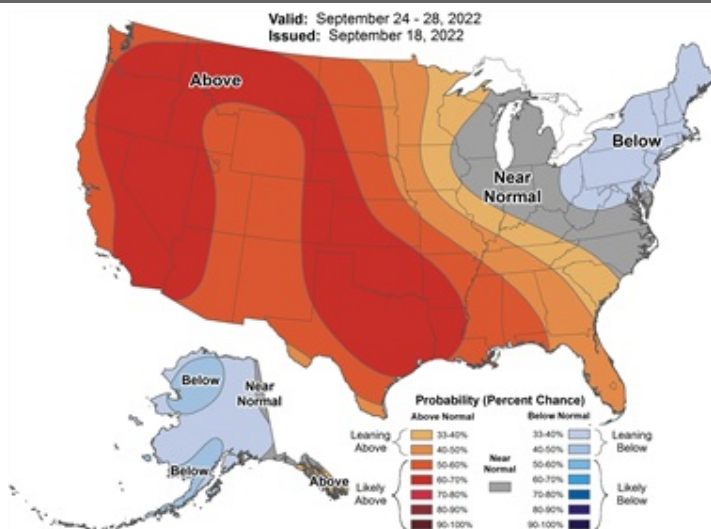 Valid: September 24 - 28, 2022
Issued: September 18, 2022
Above
Below
Near
Normal
Below
Near
Normal
Below
Above
Probability (Percent Chance)
Above Normal
Below Normal
Leaning
Above
33-40%
40-50%
Near
Normal
33-40%
40-50%
Leaning
Below
Likely
Above
50-60%
60-70%
70-80%
80-90%
90-100%
50-60%
60-70%
70-80%
80-90%
90-100%
Likely
Below